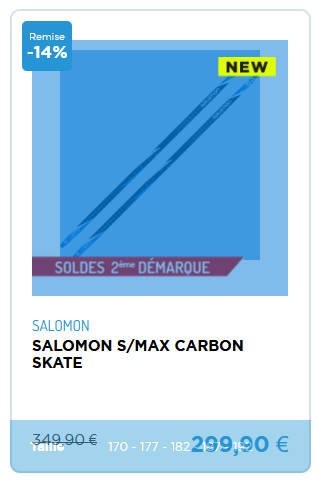 Remise
-14%
NEW
SOLDES 2ème DÉMARQUE
SALOMON
SALOMON S/MAX CARBON
SKATE
349,90 €
Taille
170 - 177 - 182 -
299,90 €